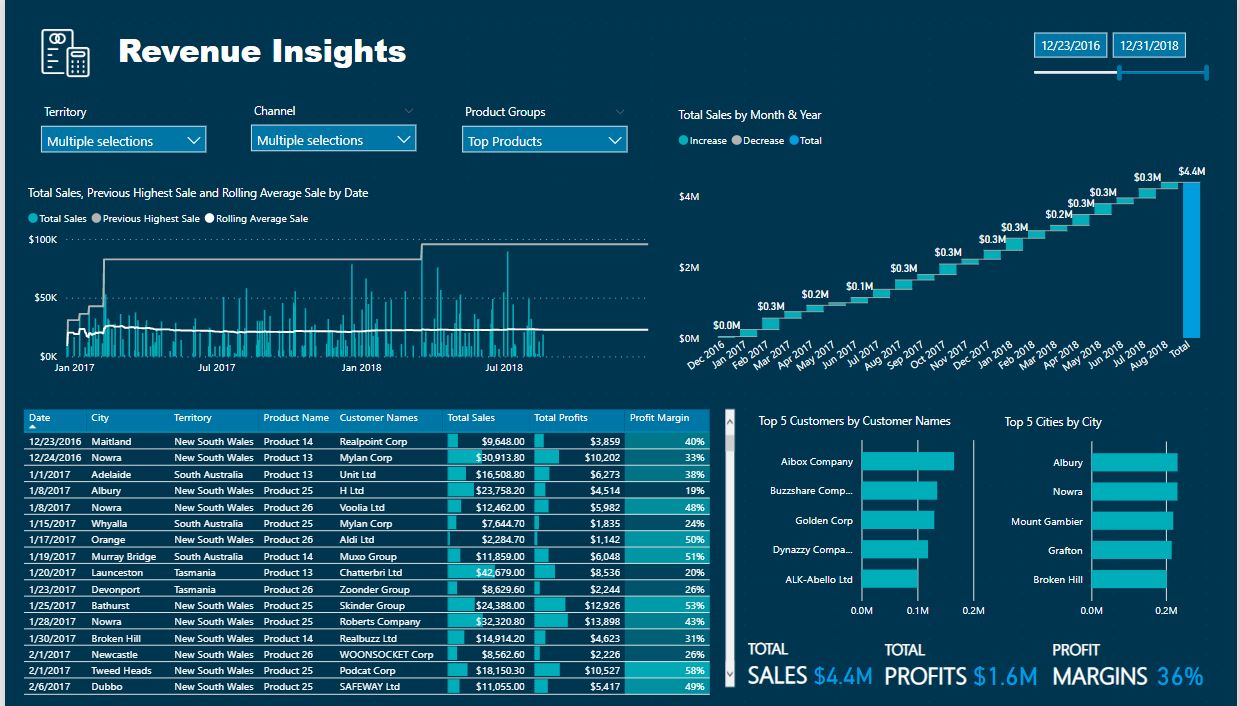 Revenue Insights
12/23/2016 12/31/2018
Territory Channel Product Groups
Multiple selections Multiple selections Top Products
Total Sales by Month & Year
Increase Decrease Total
$4M
$2M
$0M
$0.0M $0.3M $0.2M $0.1M $0.3M $0.3M $0.3M $0.3M $0.2M $0.3M $0.3M $0.3M $4.4M
Dec 2016 Jan 2017 Feb 2017 Mar 2017 Apr 2017 May 2017 Jun 2017 Jul 2017 Aug 2017 Sep 2017 Oct 2017 Nov 2017 Dec 2017 Jan 2018 Feb 2018 Mar 2018 Apr 2018 May 2018 Jun 2018 Jul 2018 Aug 2018 Total
Total Sales, Previous Highest Sale and Rolling Average Sale by Date
Total Sales Previous Highest Sale Rolling Average Sale
$100K
$50K
$0K
Jan 2017 Jul 2017 Jan 2018 Jul 2018
Date City Territory Product Name Customer Names Total Sales Total Profits Profit Margin
12/23/2016 Maitland New South Wales Product 14 Realpoint Corp $9,648.00 $3,859 40%
12/24/2016 Nowra New South Wales Product 13 Mylan Corp $30,913.80 $10,202 33%
1/1/2017 Adelaide South Australia Product 13 Unit Ltd $16,508.80 $6,273 38%
1/8/2017 Albury New South Wales Product 25 H Ltd $23,758.20 $4,514 19%
1/8/2017 Nowra New South Wales Product 26 Voolia Ltd $12,462.00 $5,982 48%
1/15/2017 Whyalla South Australia Product 25 Mylan Corp $7,644.70 $1,835 24%
1/17/2017 Orange New South Wales Product 26 Aldi Ltd $2,284.70 $1,142 50%
1/19/2017 Murray Bridge South Australia Product 14 Muxo Group $11,859.00 $6,048 51%
1/20/2017 Launceston Tasmania Product 13 Chatterbri Ltd $42,679.00 $8,536 20%
1/23/2017 Devonport Tasmania Product 26 Zoonder Group $8,629.60 $2,244 26%
1/25/2017 Bathurst New South Wales Product 25 Skinder Group $24,388.00 $12,926 53%
1/28/2017 Nowra New South Wales Product 25 Roberts Company $32,320.80 $13,898 43%
1/30/2017 Broken Hill New South Wales Product 14 Realbuzz Ltd $14,914.20 $4,623 31%
2/1/2017 Newcastle New South Wales Product 26 WOONSOCKET Corp $8,562.60 $2,226 26%
2/1/2017 Tweed Heads New South Wales Product 25 Podcat Corp $18,150.30 $10,527 58%
2/6/2017 Dubbo New South Wales Product 25 SAFEWAY Ltd $11,055.00 $5,417 49%
Top 5 Customers by Customer Names
Aibox Company
Buzzshare Comp...
Golden Corp
Dynazzy Compa...
ALK-Abello Ltd
0.0M 0.1M 0.2M
Top 5 Cities by City
Albury
Nowra
Mount Gambier
Grafton
Broken Hill
0.0M 0.2M
TOTAL
SALES $4.4M
TOTAL
PROFITS $1.6M
PROFIT
MARGINS 36%